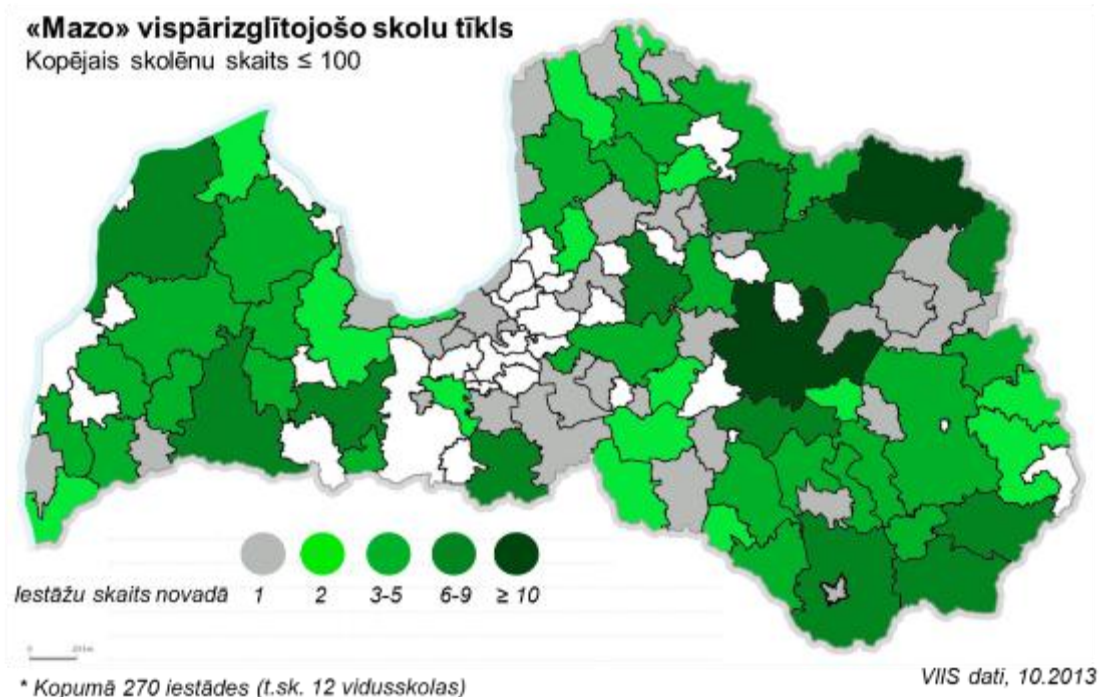 «Mazo» vispārizglītojošo skolu tīkls
Kopējais skolēnu skaits ≤ 100
Iestāžu skaits novadā 1 2 3-5 6-9 ≥ 10
0
* Kopumā 270 iestādes (t.sk. 12 vidusskolas)
VIIS dati, 10.2013